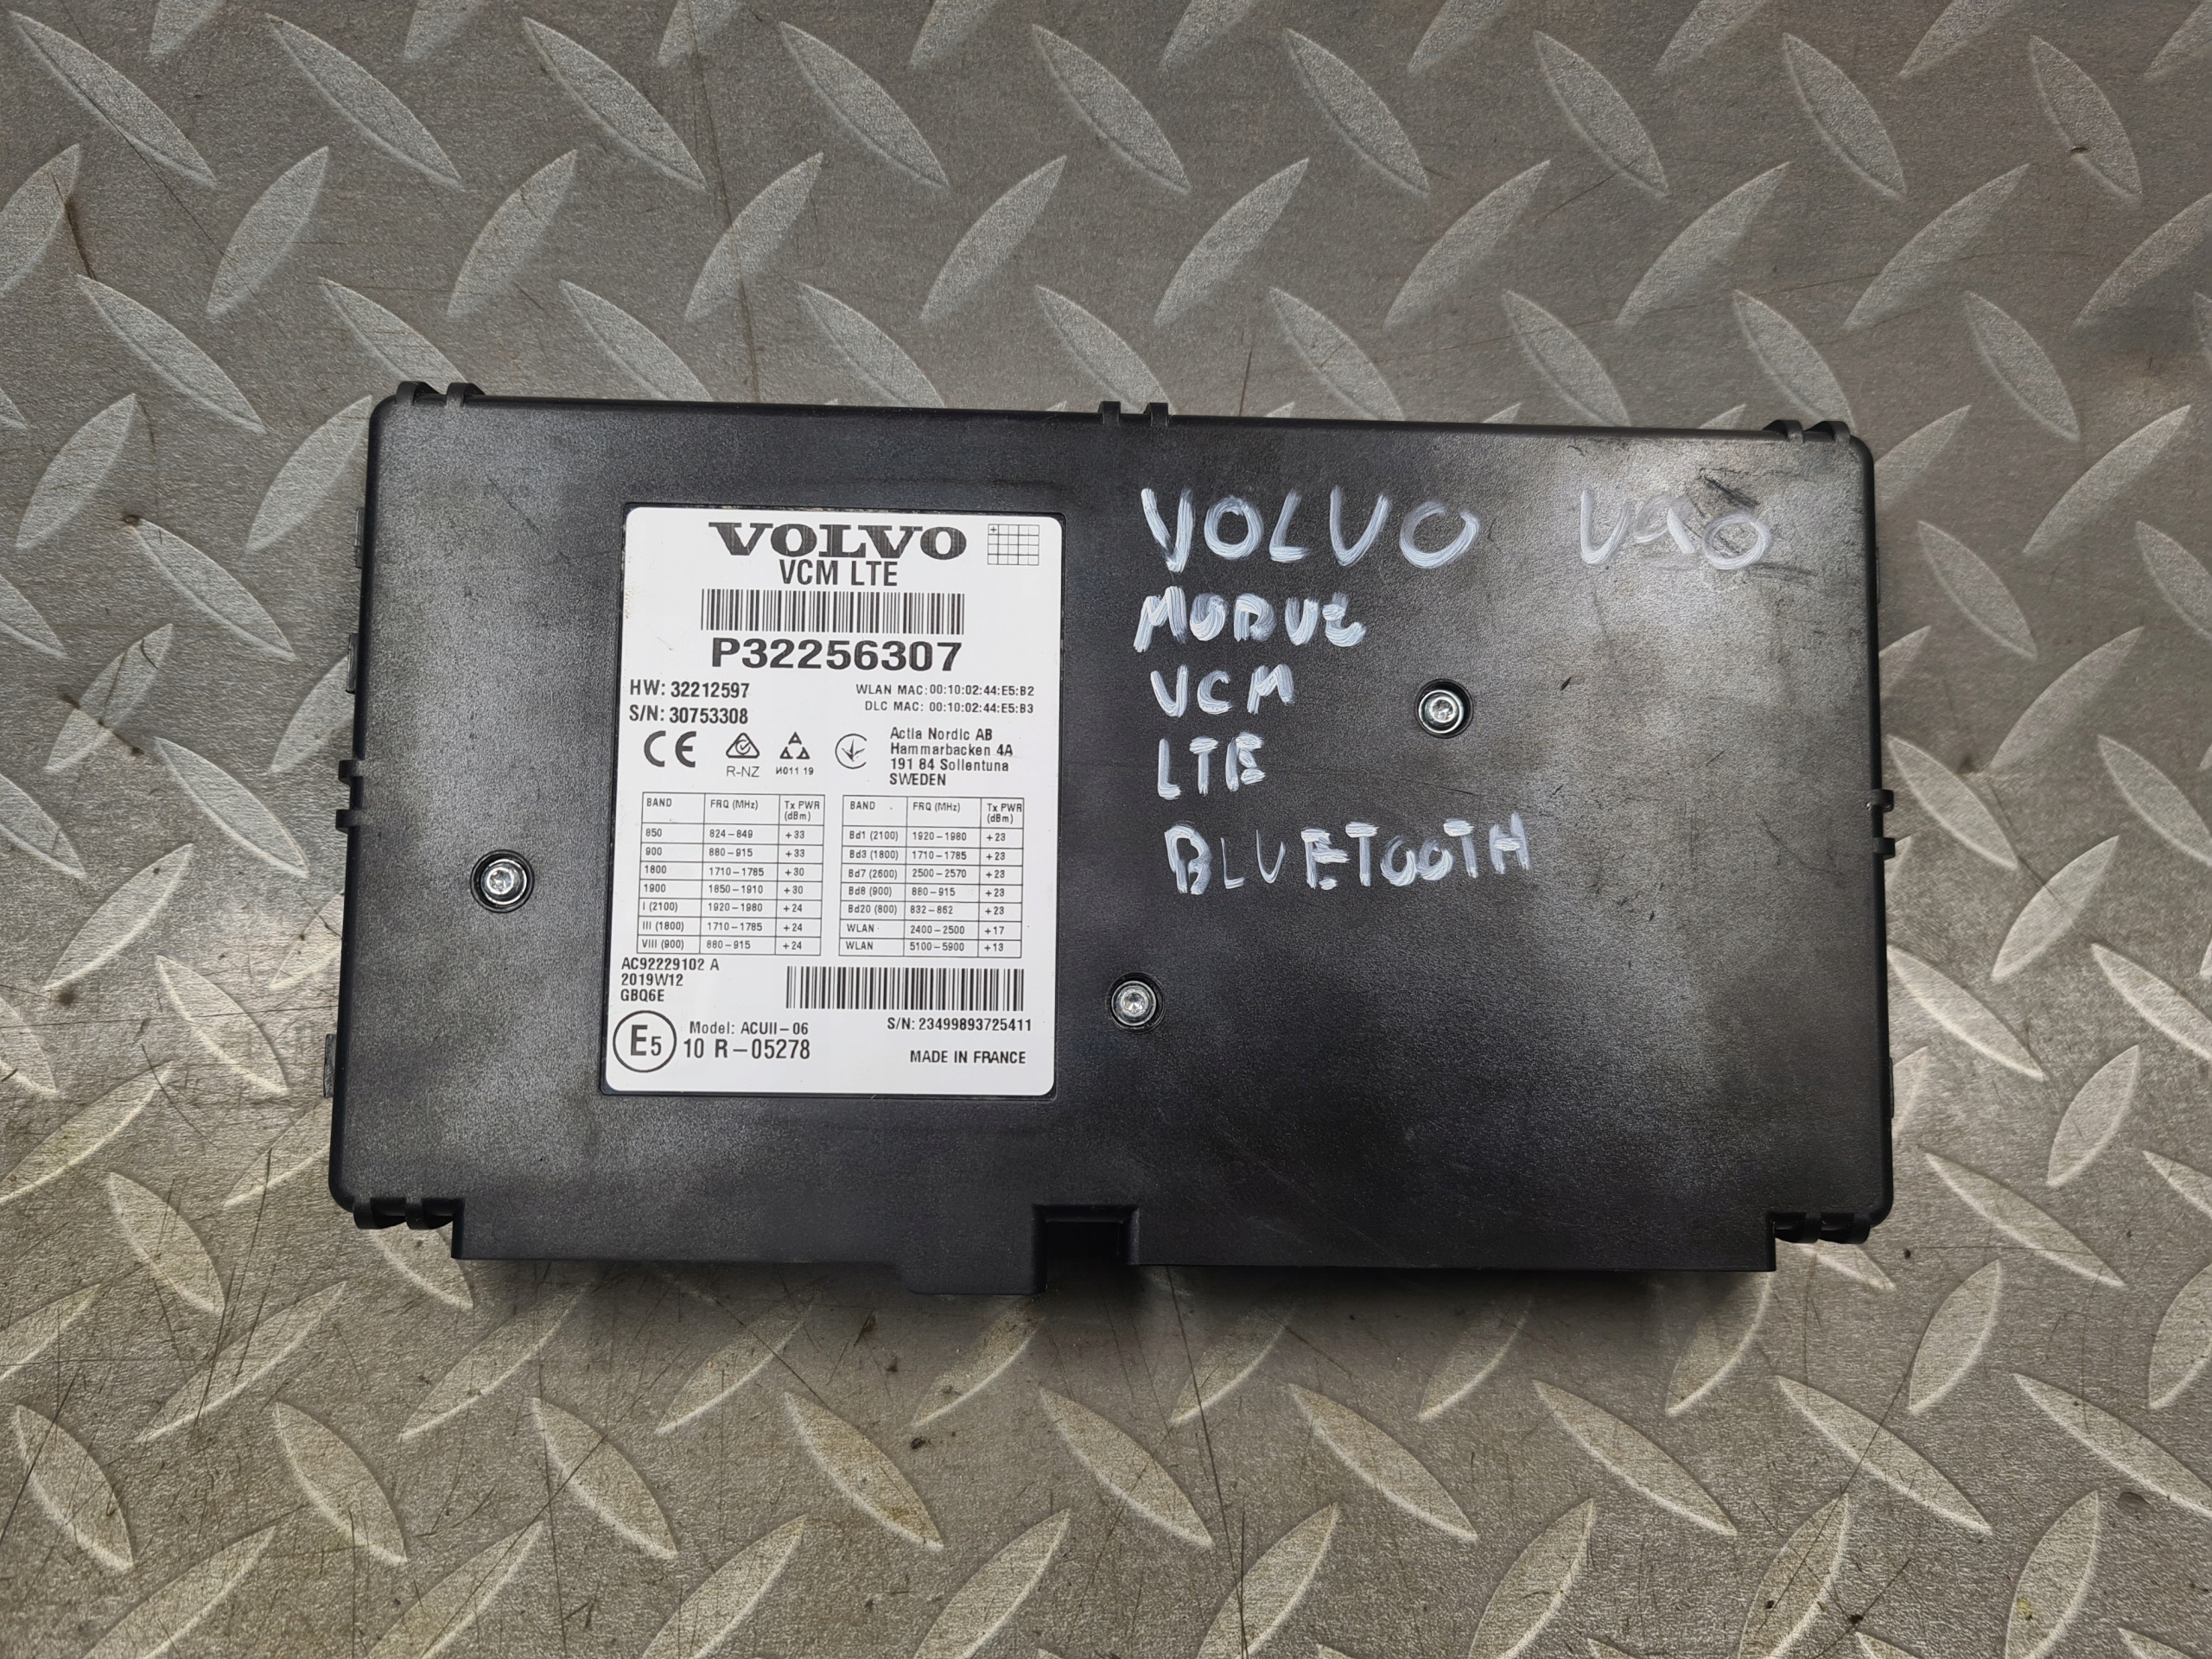 VOLVO
VCM LTE
P32256307
HW: 32212597
S/N: 30753308
WLAN MAC: 00:10:02:44:E5:B2
DLC MAC: 00:10:02:44:E5:B3
CE
R-NZ
И011 19
Actia Nordic AB
Hammarbacken 4A
191 84 Sollentuna
SWEDEN
BAND FRQ (MHz) Tx PWR (dBm)
850 824-849 +33
900 880-915 +33
1800 1710-1785 +30
1900 1850-1910 +30
I (2100) 1920-1980 +24
III (1800) 1710-1785 +24
VIII (900) 880-915 +24
BAND FRQ (MHz) Tx PWR (dBm)
Bd1 (2100) 1920-1980 +23
Bd3 (1800) 1710-1785 +23
Bd7 (2600) 2500-2570 +23
Bd8 (900) 880-915 +23
Bd20 (800) 832-862 +23
WLAN 2400-2500 +17
WLAN 5100-5900 +13
AC92229102 A
2019W12
GBQ6E
S/N: 23499893725411
E5
Model: ACUII-06
10 R-05278
MADE IN FRANCE
VOLVO V90
VCM
LTE
BLUETOOTH